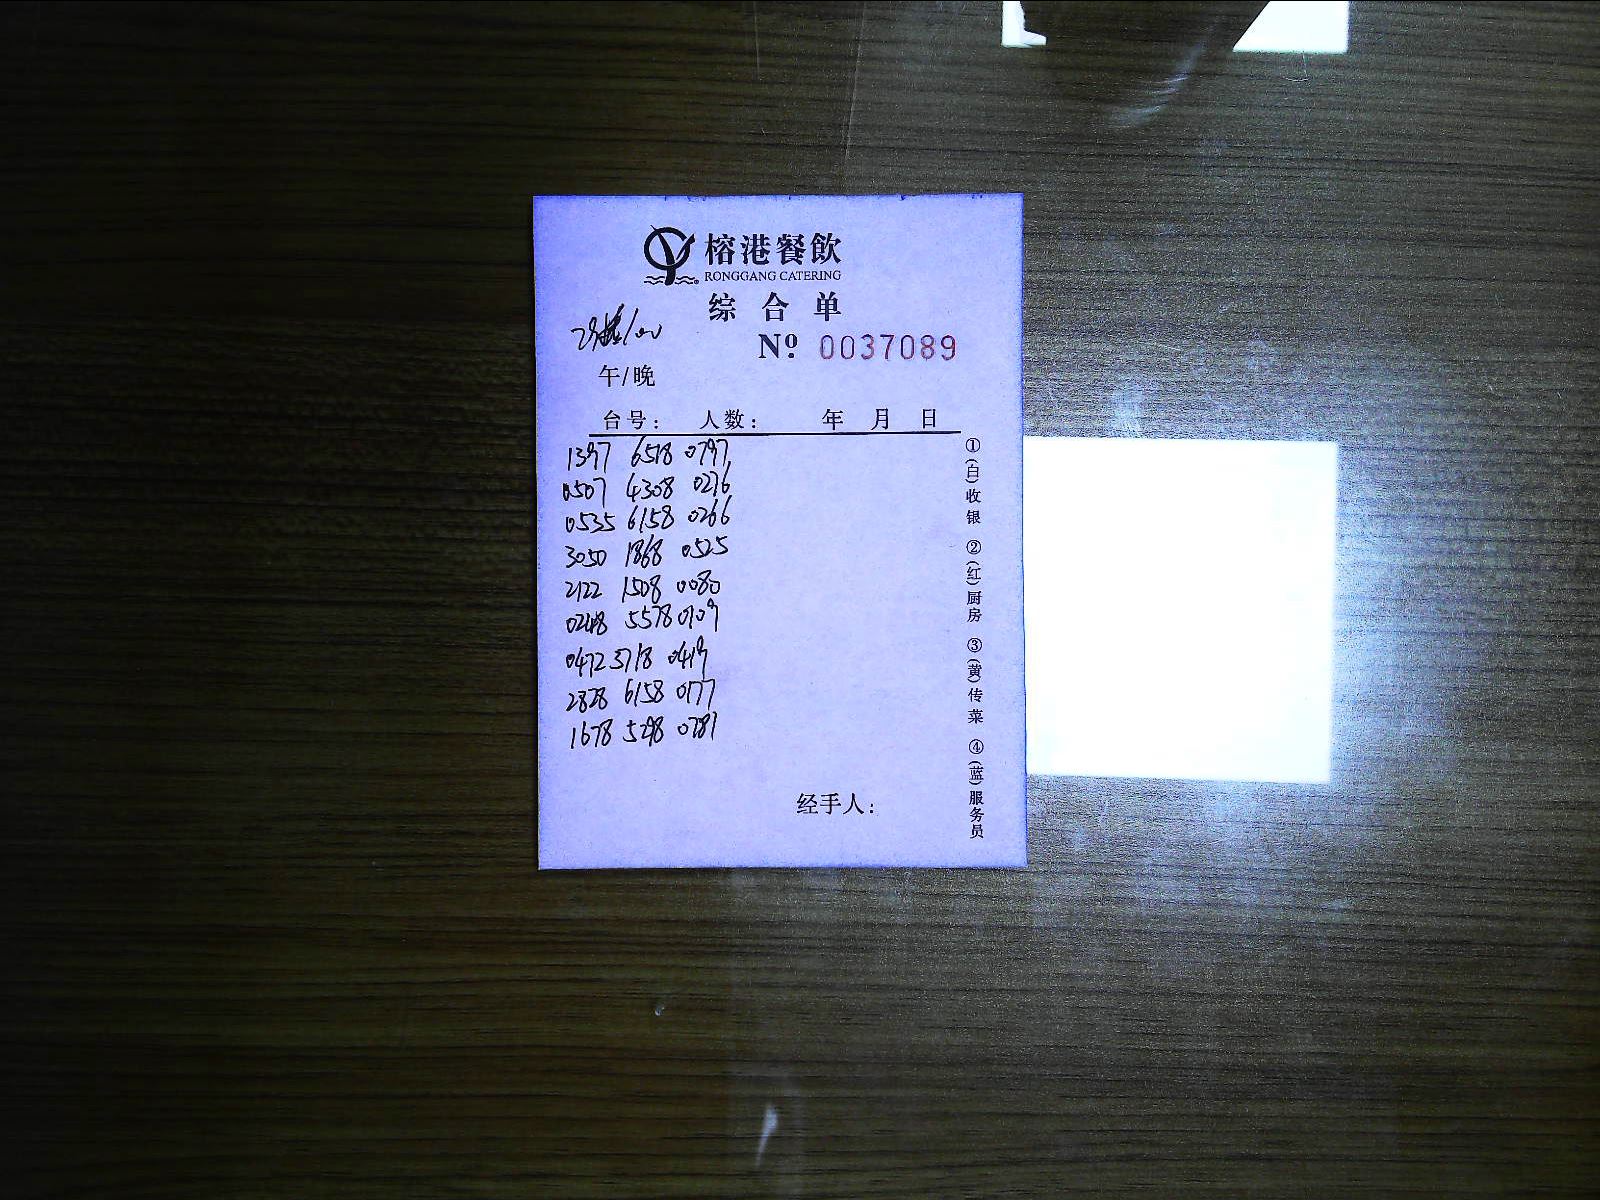 榕港餐飲
RONGGANG CATERING
综合单
Nº 0037089
午/晚
台号: 人数: 年 月 日
1397 6518 0797
0507 4308 0276
0535 6158 0266
3050 1868 0525
2122 1508 0080
0248 5578 0109
0472 3718 0419
2828 6158 0177
1678 5298 0781
经手人:
①(白)收银 ②(红)厨房 ③(黄)传菜 ④(蓝)服务员